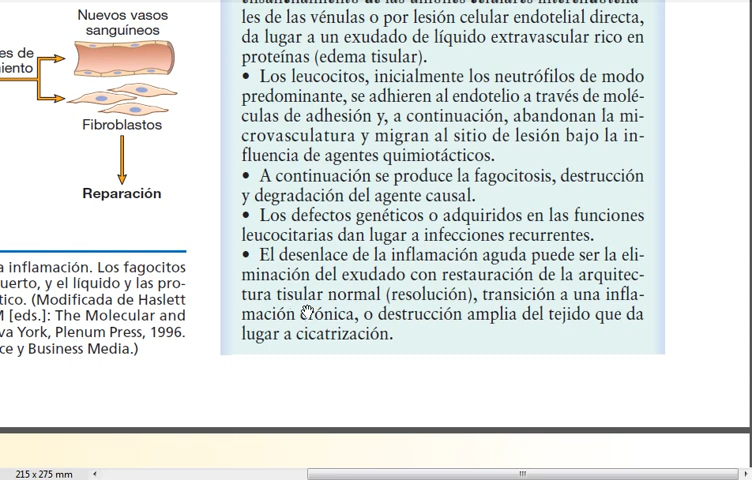 Nuevos vasos
sanguíneos
es de
iento
Fibroblastos
Reparación
a inflamación. Los fagocitos
uerto, y el líquido y las pro-
tico. (Modificada de Haslett
M [eds.]: The Molecular and
va York, Plenum Press, 1996.
ce y Business Media.)
les de las vénulas o por lesión celular endotelial directa,
da lugar a un exudado de líquido extravascular rico en
proteínas (edema tisular).
• Los leucocitos, inicialmente los neutrófilos de modo
predominante, se adhieren al endotelio a través de molé-
culas de adhesión y, a continuación, abandonan la mi-
crovasculatura y migran al sitio de lesión bajo la in-
fluencia de agentes quimiotácticos.
• A continuación se produce la fagocitosis, destrucción
y degradación del agente causal.
• Los defectos genéticos o adquiridos en las funciones
leucocitarias dan lugar a infecciones recurrentes.
• El desenlace de la inflamación aguda puede ser la eli-
minación del exudado con restauración de la arquitec-
tura tisular normal (resolución), transición a una infla-
mación crónica, o destrucción amplia del tejido que da
lugar a cicatrización.
215 x 275 mm